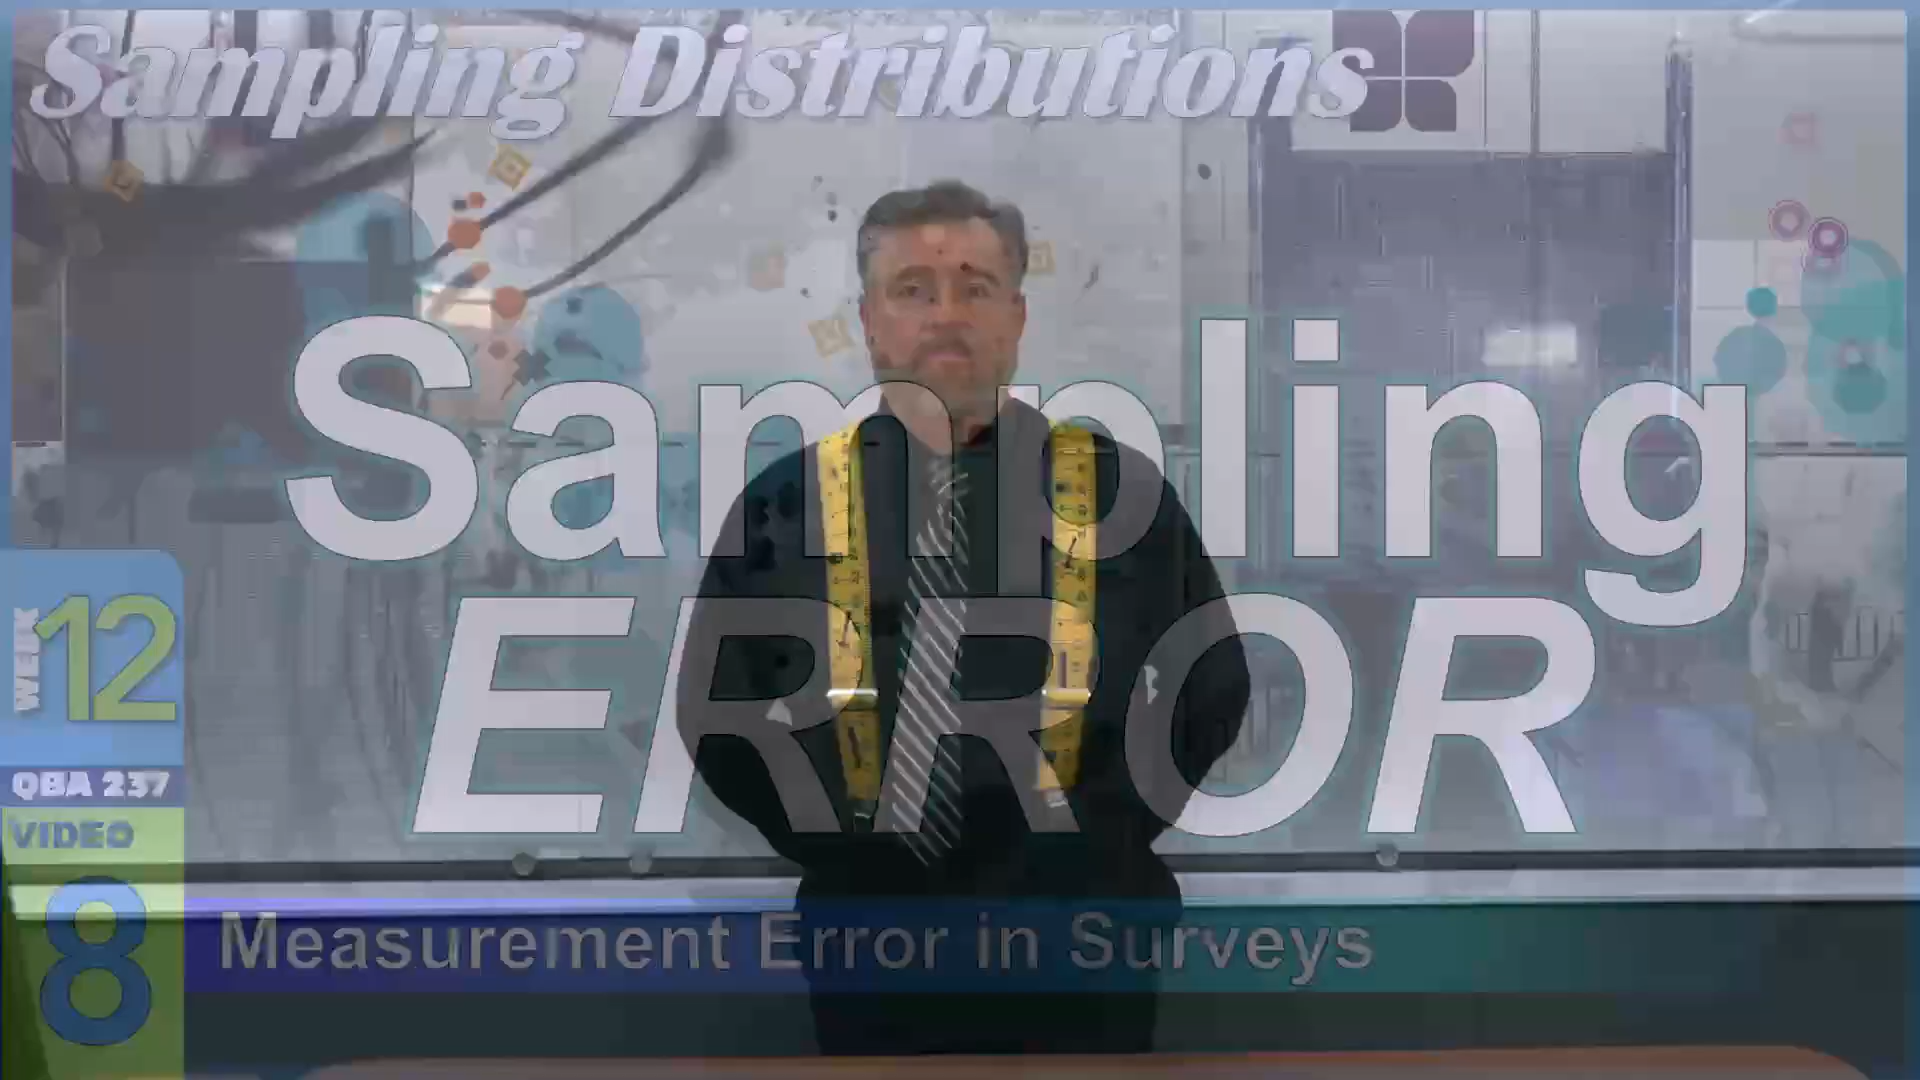 Sampling Distributions
Sampling
ERROR
WEEK
12
QBA 237
VIDEO
8
Measurement Error in Surveys